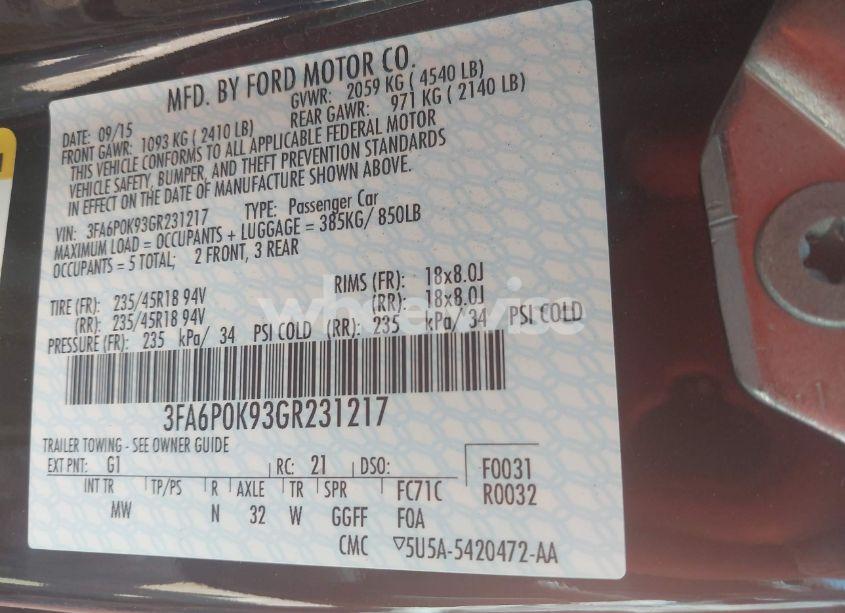 MFD. BY FORD MOTOR CO.
DATE: 09/15 GVWR: 2059 KG ( 4540 LB)
FRONT GAWR: 1093 KG ( 2410 LB) REAR GAWR: 971 KG ( 2140 LB)
THIS VEHICLE CONFORMS TO ALL APPLICABLE FEDERAL MOTOR
VEHICLE SAFETY, BUMPER, AND THEFT PREVENTION STANDARDS
IN EFFECT ON THE DATE OF MANUFACTURE SHOWN ABOVE.
VIN: 3FA6P0K93GR231217 TYPE: Passenger Car
MAXIMUM LOAD = OCCUPANTS + LUGGAGE = 385KG/ 850LB
OCCUPANTS = 5 TOTAL; 2 FRONT, 3 REAR
TIRE (FR): 235/45R18 94V RIMS (FR): 18x8.0J
(RR): 235/45R18 94V (RR): 18x8.0J
PRESSURE (FR): 235 kPa/ 34 PSI COLD (RR): 235 kPa/ 34 PSI COLD
3FA6P0K93GR231217
TRAILER TOWING - SEE OWNER GUIDE
EXT PNT: G1 RC: 21 DSO: F0031
INT TR TP/PS R AXLE TR SPR FC71C R0032
MW N 32 W GGFF F0A
CMC ▽5U5A-5420472-AA